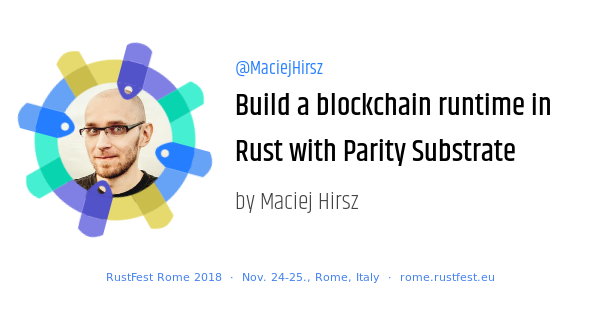 @MaciejHirsz
Build a blockchain runtime in
Rust with Parity Substrate
by Maciej Hirsz
RustFest Rome 2018 · Nov. 24-25., Rome, Italy · rome.rustfest.eu